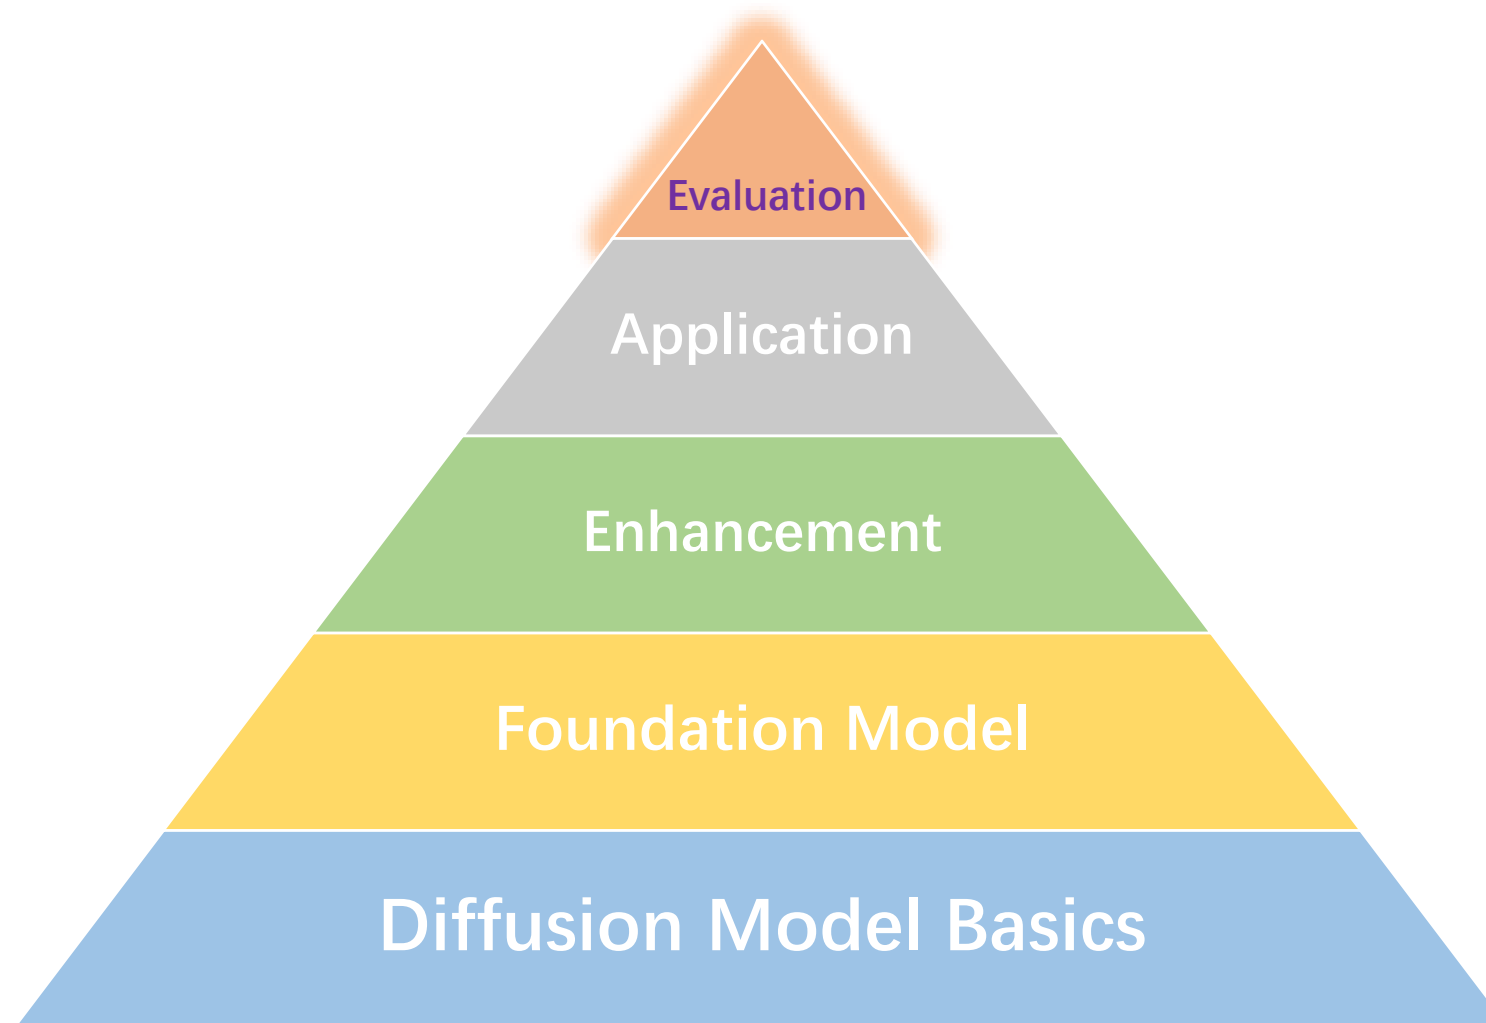 Evaluation
Application
Enhancement
Foundation Model
Diffusion Model Basics